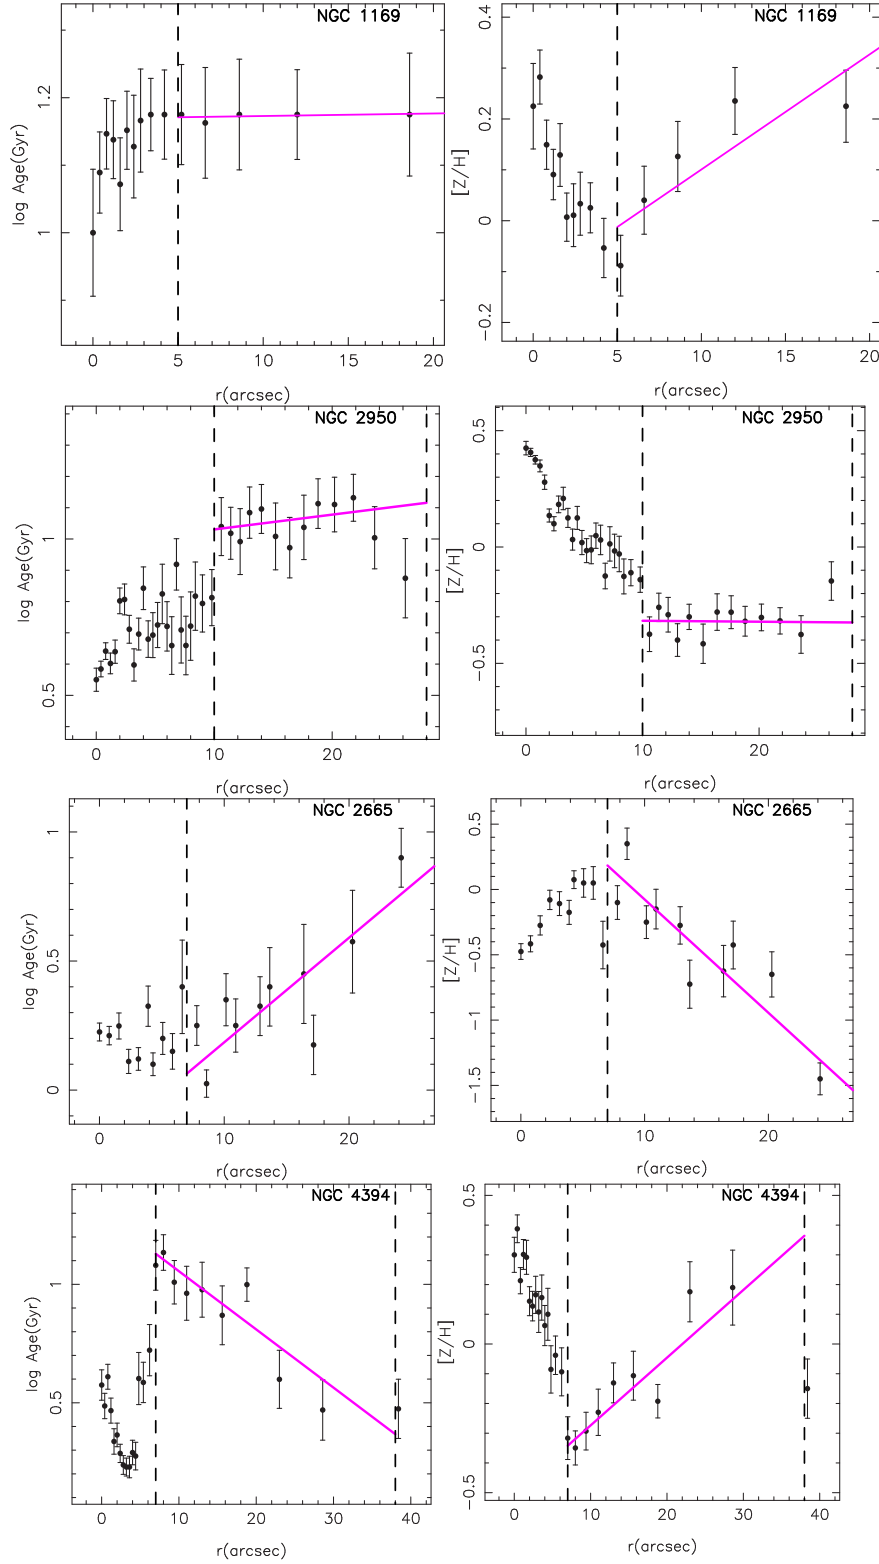 NGC 1169
log Age(Gyr)
1.2
1
0 5 10 15 20
r(arcsec)
NGC 1169
[Z/H]
0.4
0.2
0
−0.2
0 5 10 15 20
r(arcsec)
NGC 2950
log Age(Gyr)
1
0.5
0 10 20
r(arcsec)
NGC 2950
[Z/H]
0.5
0
−0.5
0 10 20
r(arcsec)
NGC 2665
log Age(Gyr)
1
0.5
0
0 10 20
r(arcsec)
NGC 2665
[Z/H]
0.5
0
−0.5
−1
−1.5
0 10 20
r(arcsec)
NGC 4394
log Age(Gyr)
1
0.5
0 10 20 30 40
r(arcsec)
NGC 4394
[Z/H]
0.5
0
−0.5
0 10 20 30 40
r(arcsec)